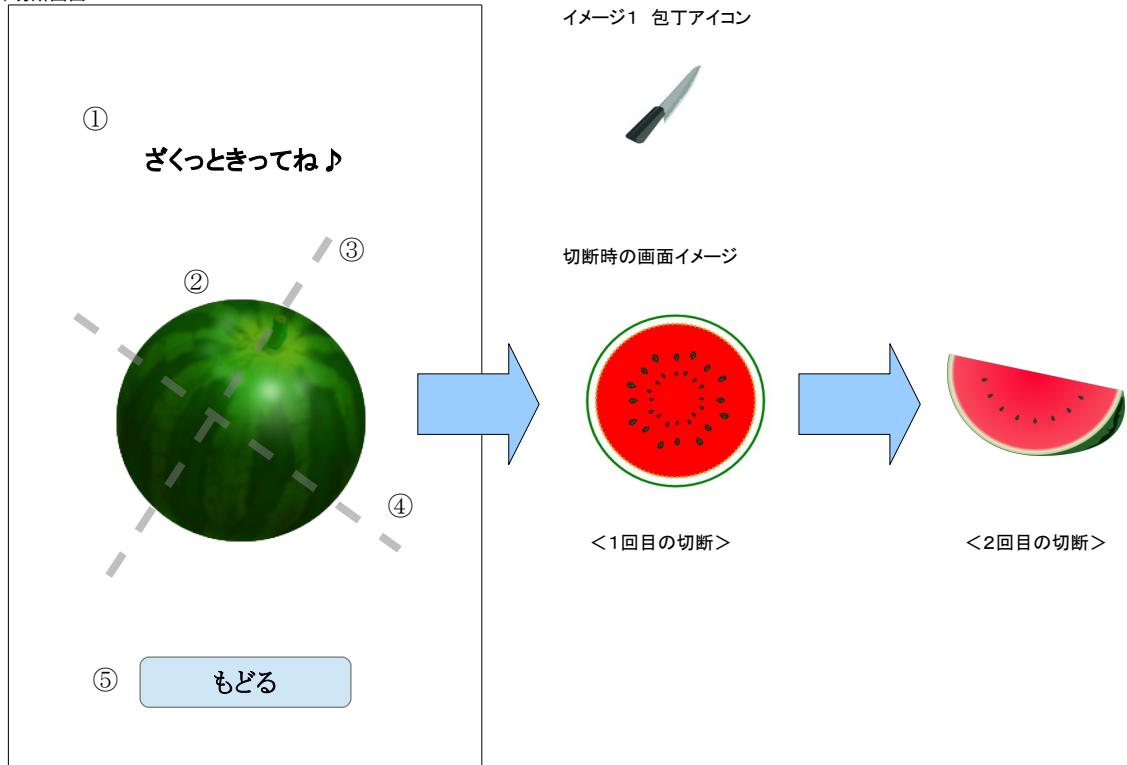 イメージ1 包丁アイコン
①
ざくっときってね♪
③
切断時の画面イメージ
②
④
＜1回目の切断＞
＜2回目の切断＞
⑤
もどる